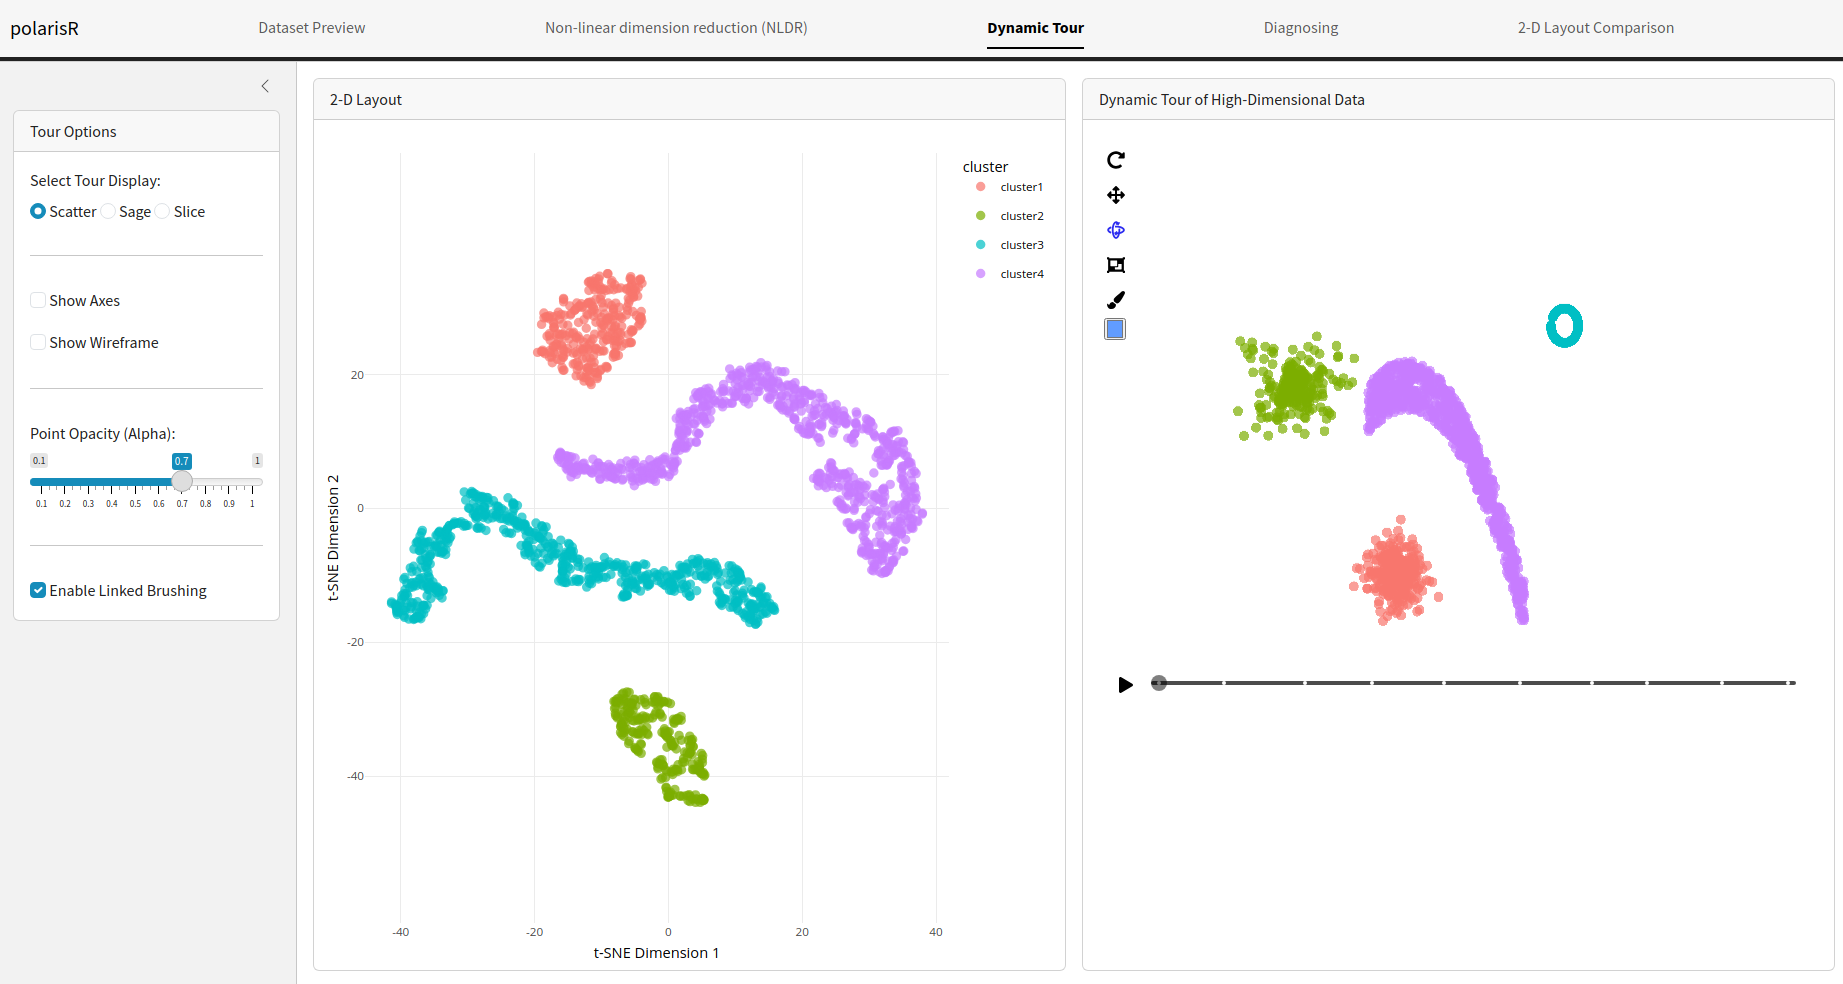 polarisR
Dataset Preview
Non-linear dimension reduction (NLDR)
Dynamic Tour
Diagnosing
2-D Layout Comparison
Tour Options
Select Tour Display:
Scatter Sage Slice
Show Axes
Show Wireframe
Point Opacity (Alpha):
0.1 0.7 1
0.1 0.2 0.3 0.4 0.5 0.6 0.7 0.8 0.9 1
Enable Linked Brushing
2-D Layout
cluster
cluster1
cluster2
cluster3
cluster4
20
0
-20
-40
t-SNE Dimension 2
-40 -20 0 20 40
t-SNE Dimension 1
Dynamic Tour of High-Dimensional Data